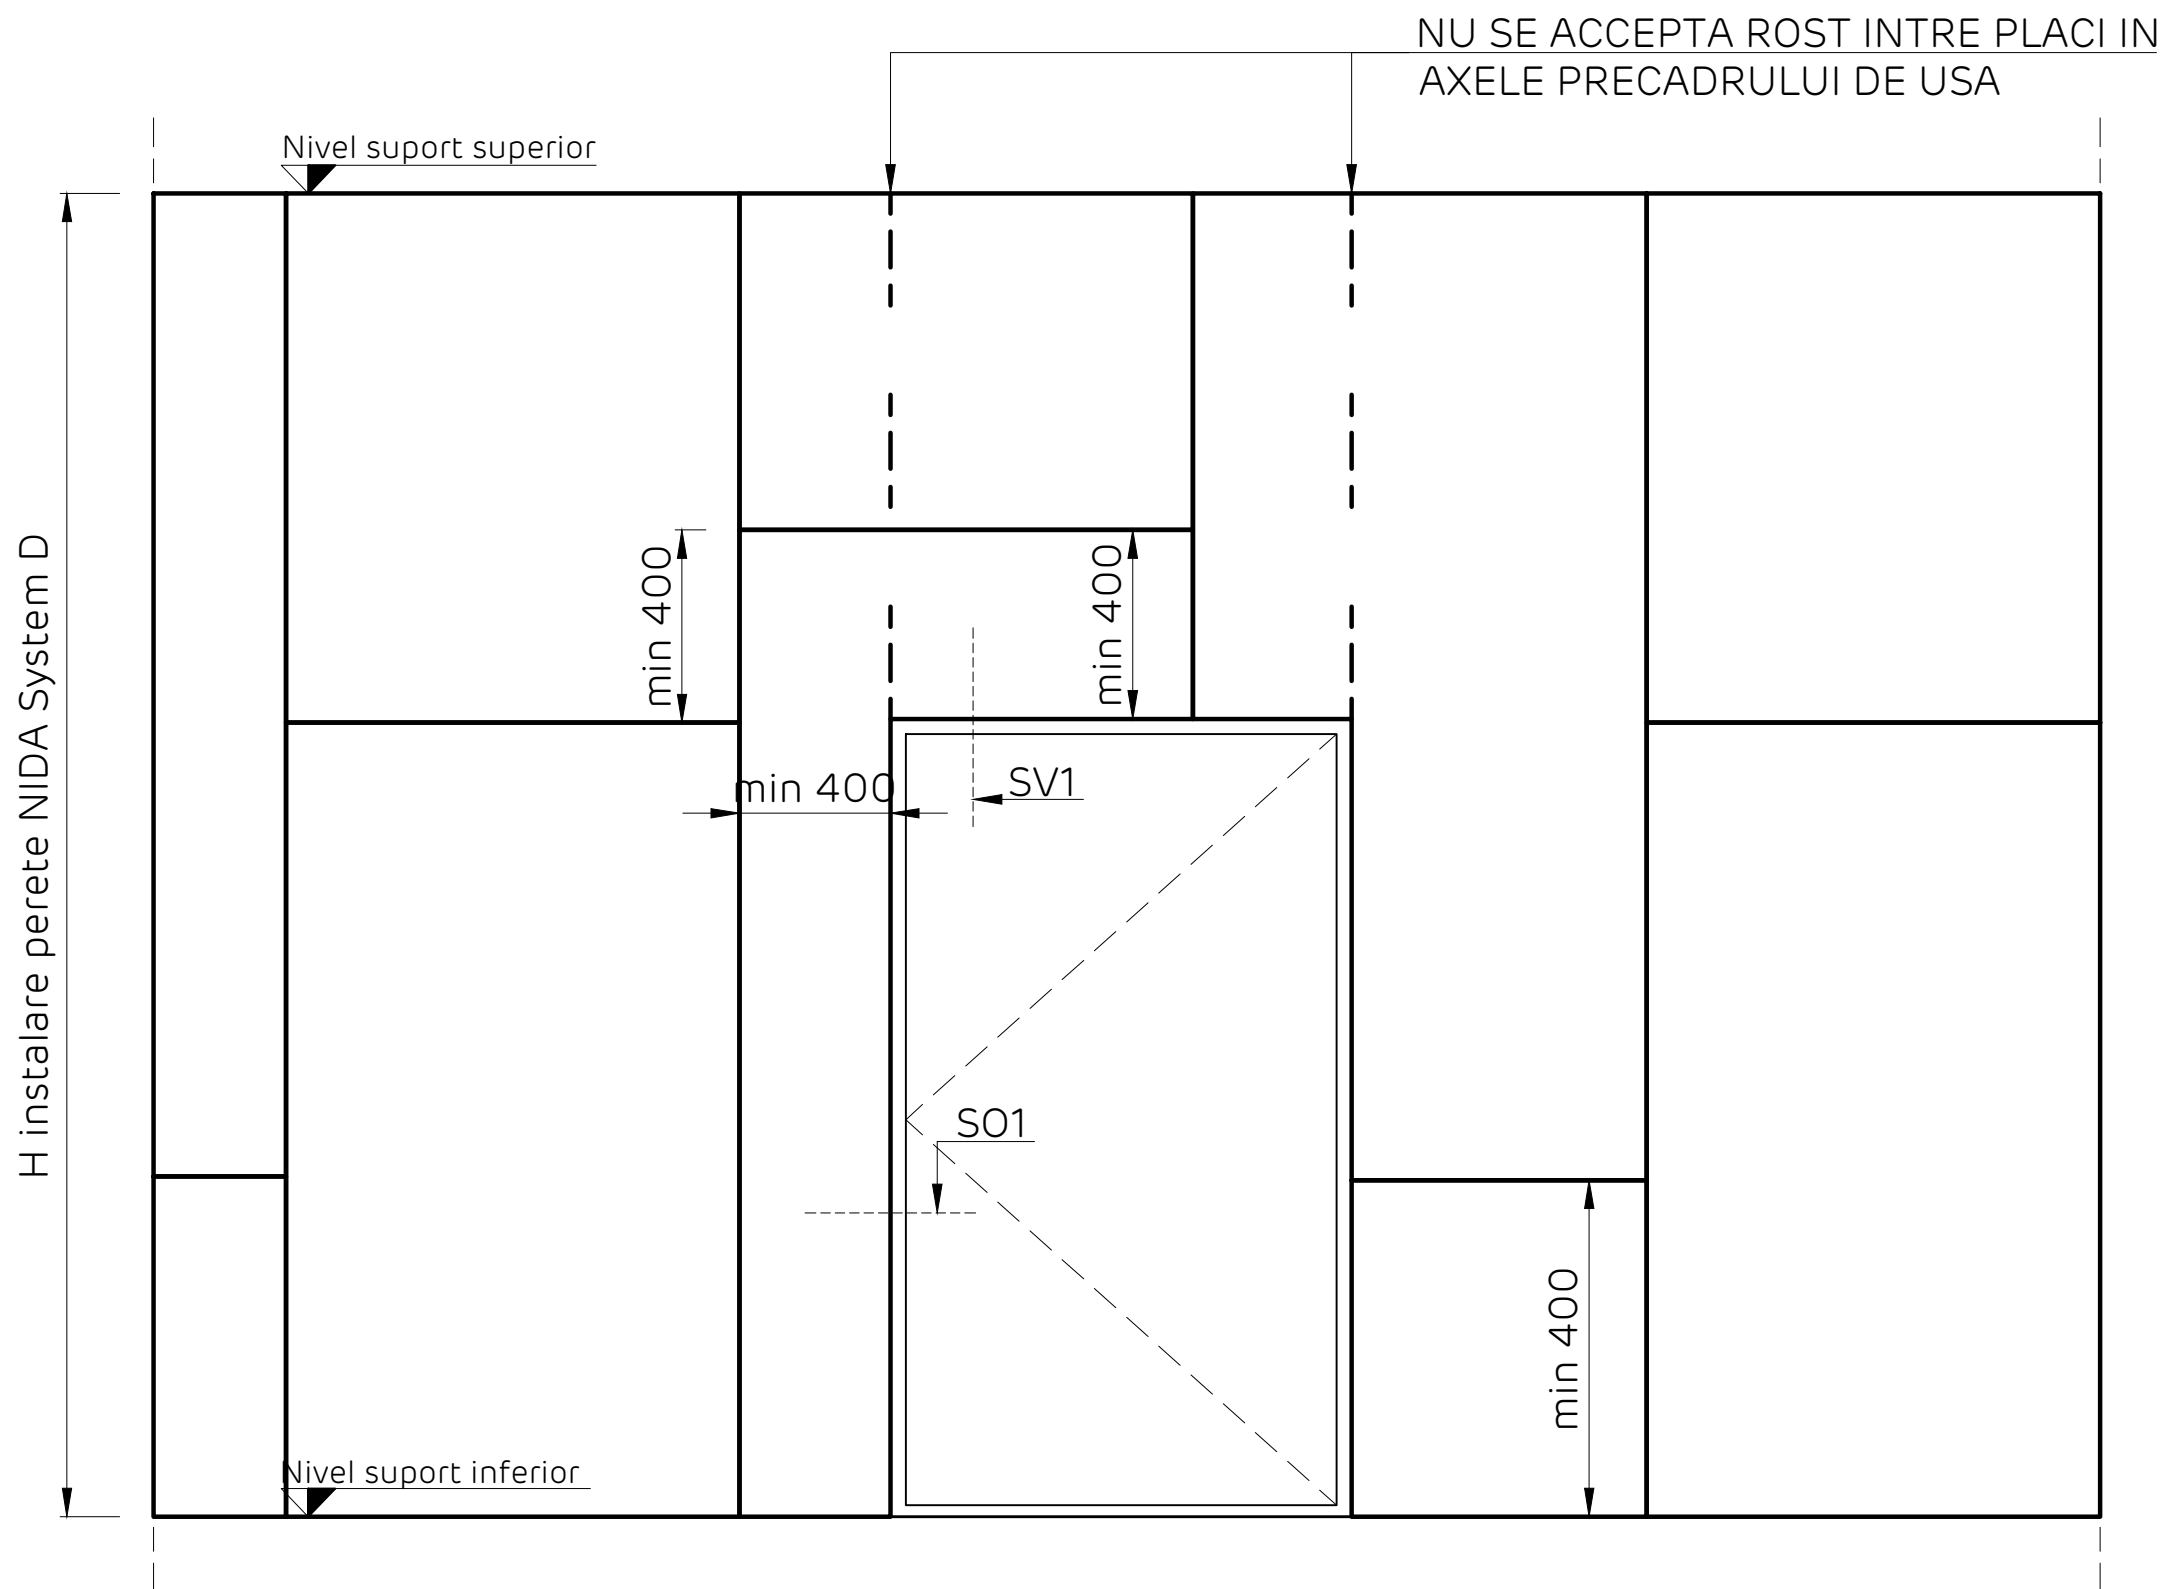 NU SE ACCEPTA ROST INTRE PLACI IN
AXELE PRECADRULUI DE USA
Nivel suport superior
H instalare perete NIDA System D
min 400
min 400
min 400
SV1
SO1
min 400
Nivel suport inferior